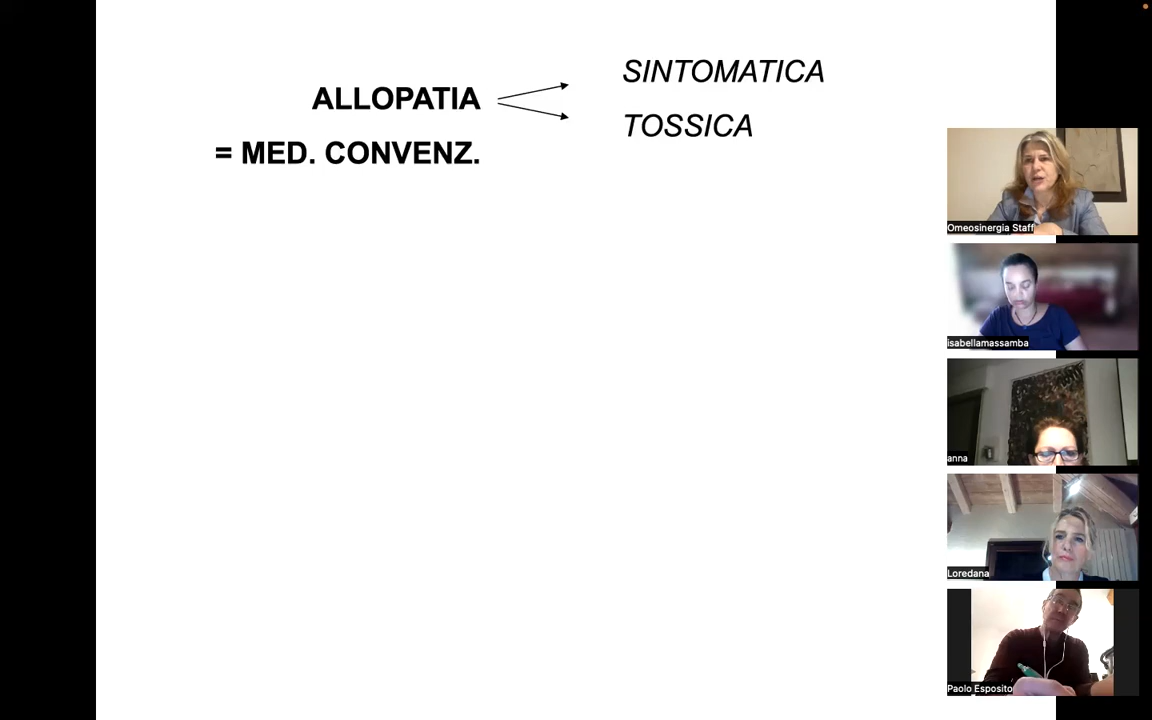 SINTOMATICA
ALLOPATIA
TOSSICA
= MED. CONVENZ.
Omeosinergia Staff
isabellamassamba
anna
Loredana
Paolo Esposito